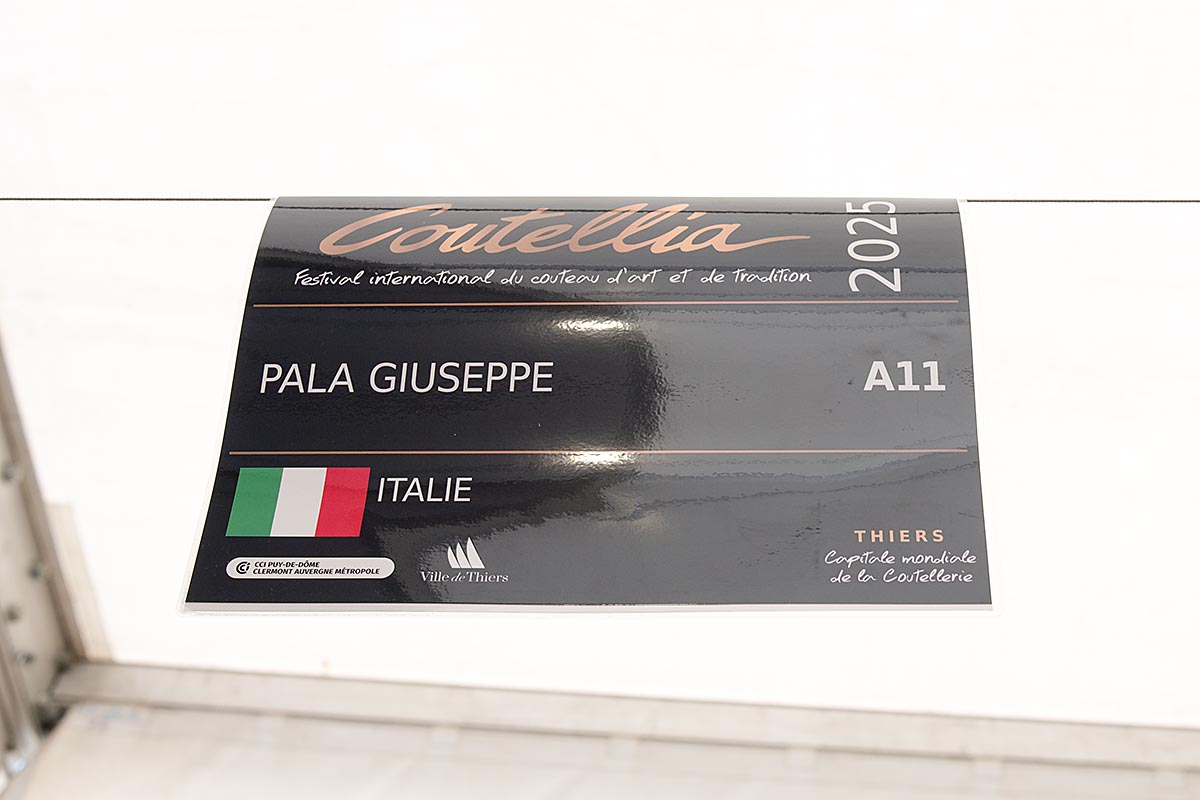 Coutellia
2025
Festival international du couteau d'art et de tradition
PALA GIUSEPPE
A11
ITALIE
CCI PUY-DE-DÔME
CLERMONT AUVERGNE MÉTROPOLE
Ville de Thiers
THIERS
Capitale mondiale
de la Coutellerie